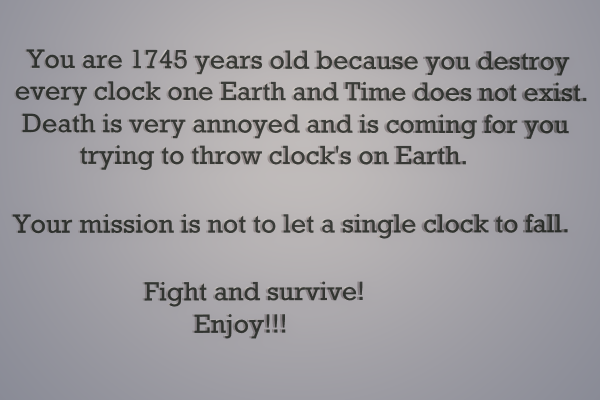 You are 1745 years old because you destroy
every clock one Earth and Time does not exist.
Death is very annoyed and is coming for you
trying to throw clock's on Earth.
Your mission is not to let a single clock to fall.
Fight and survive!
Enjoy!!!